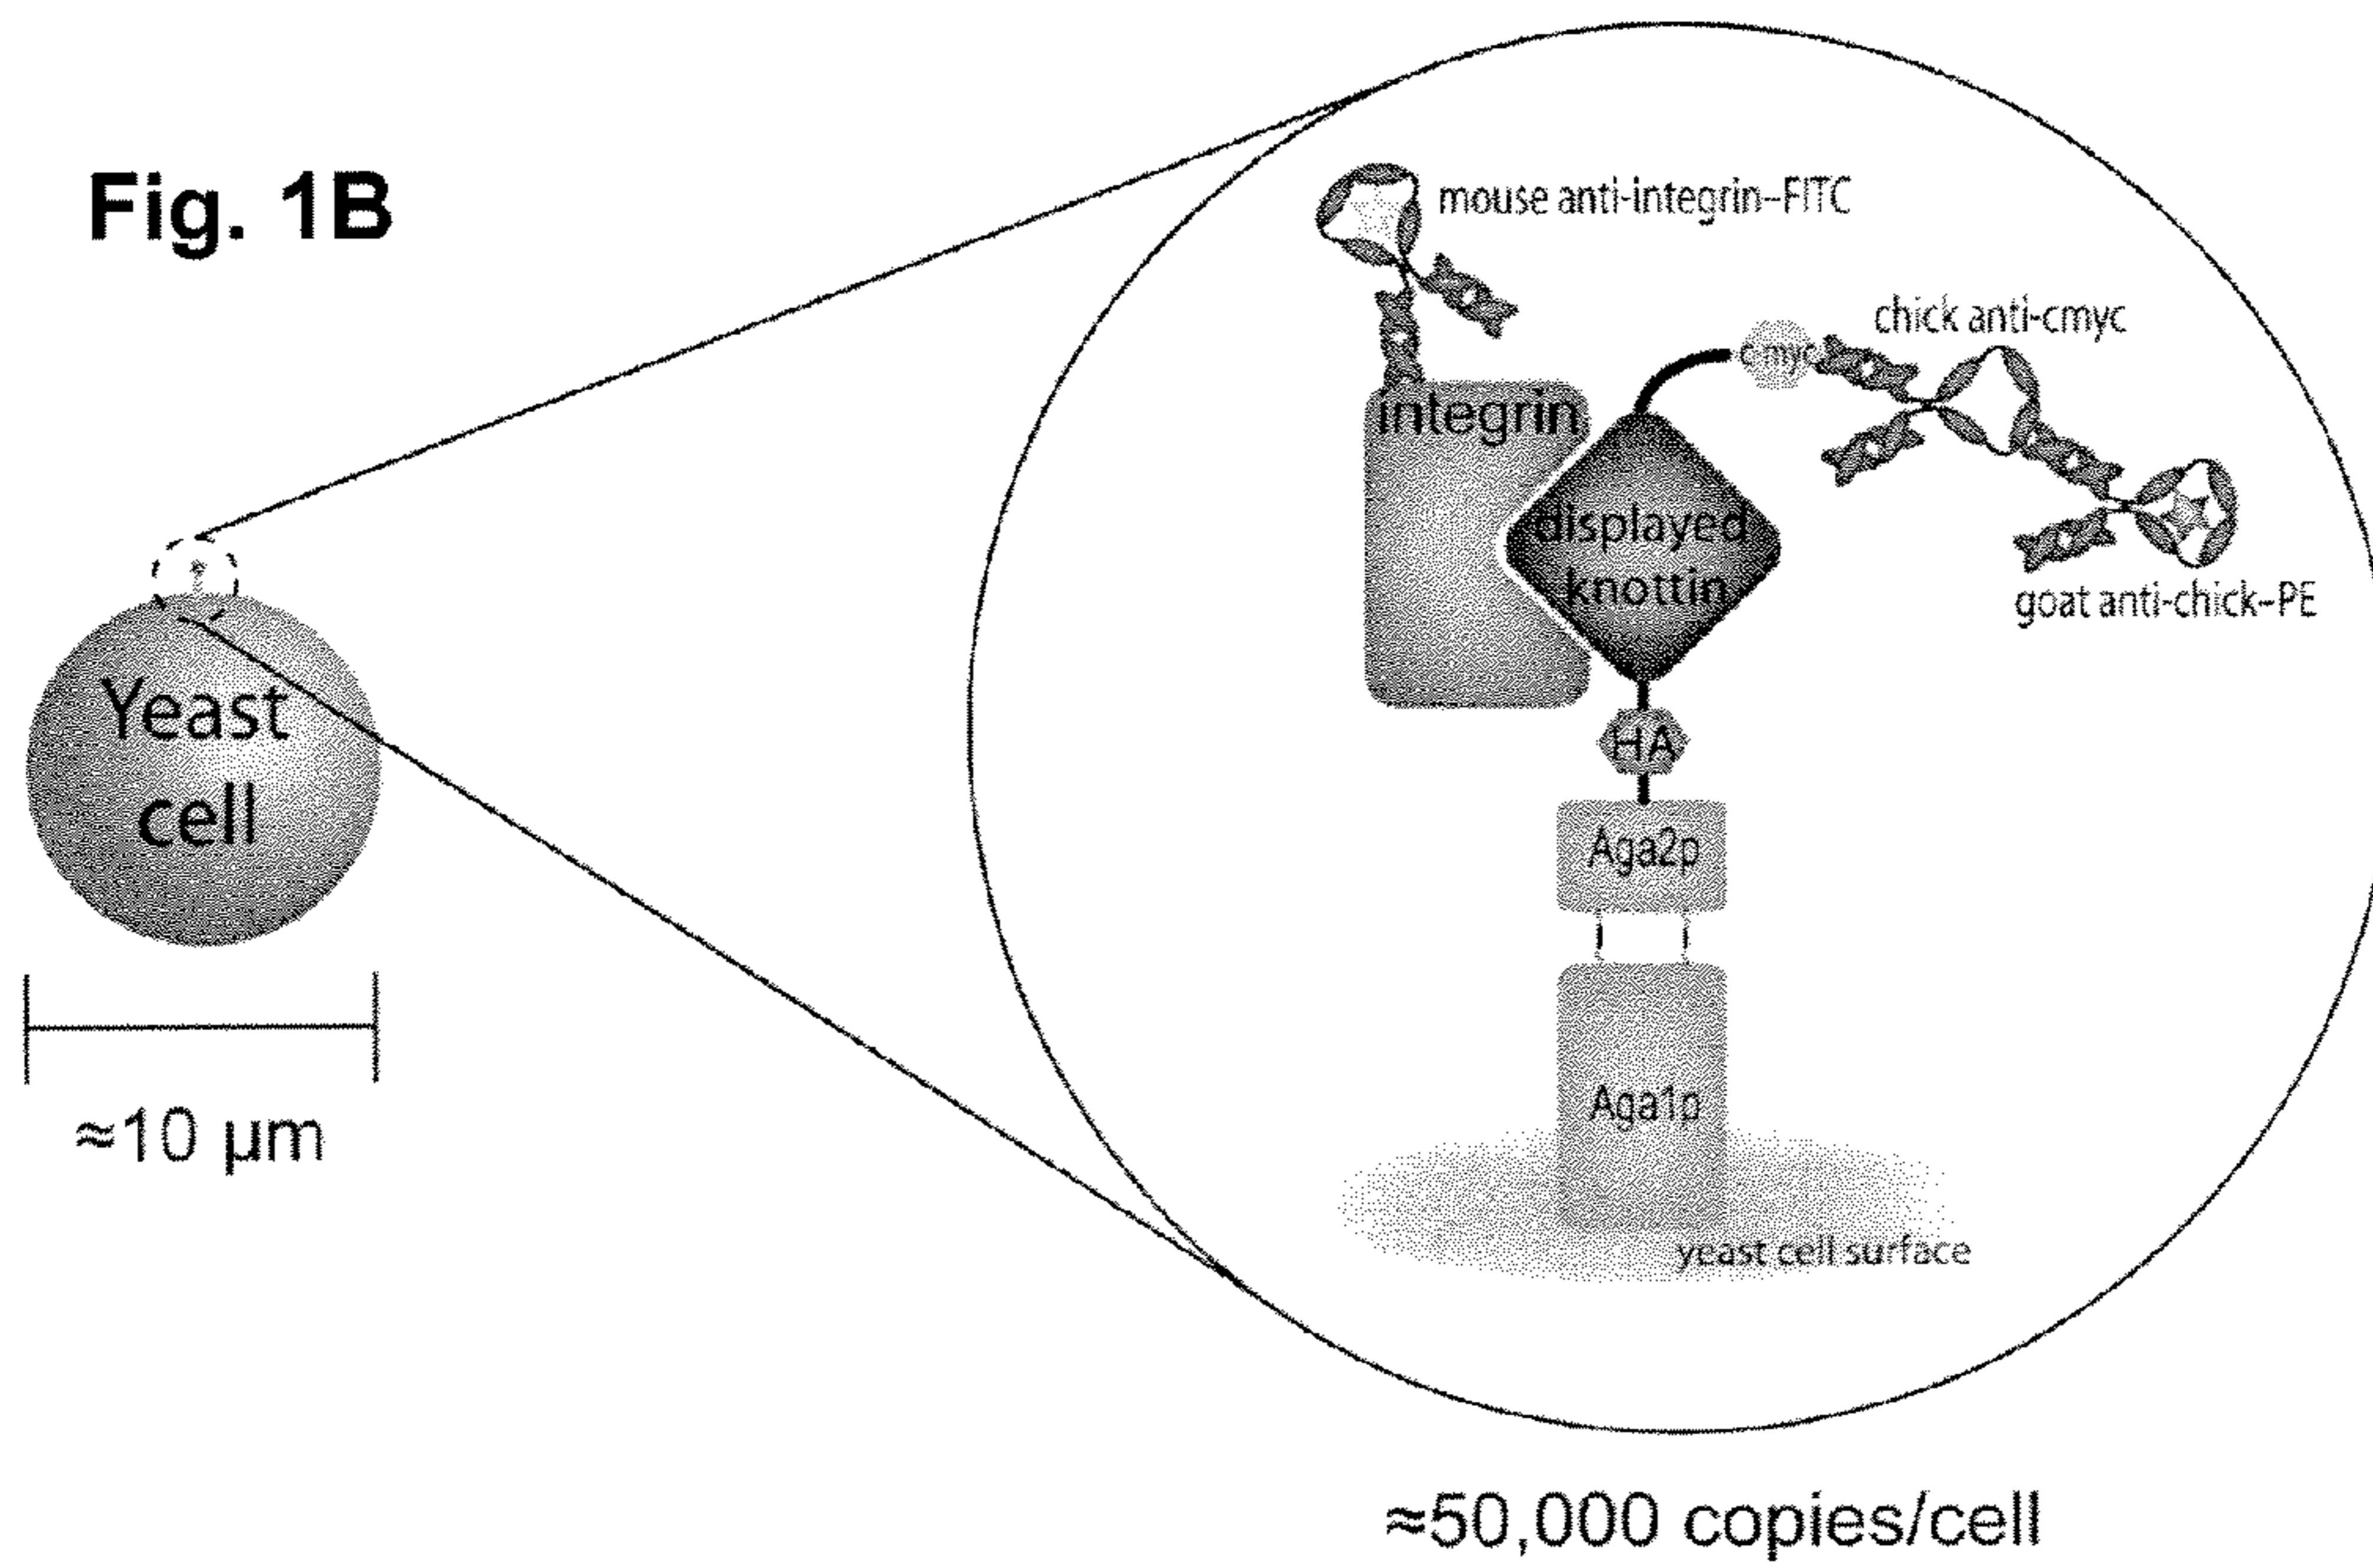 Fig. 1B
mouse anti-integrin-FITC
chick anti-cmyc
c-myc
integrin
displayed
knottin
goat anti-chick-PE
HA
Yeast
cell
Aga2p
Aga1p
≈10 µm
yeast cell surface
≈50,000 copies/cell